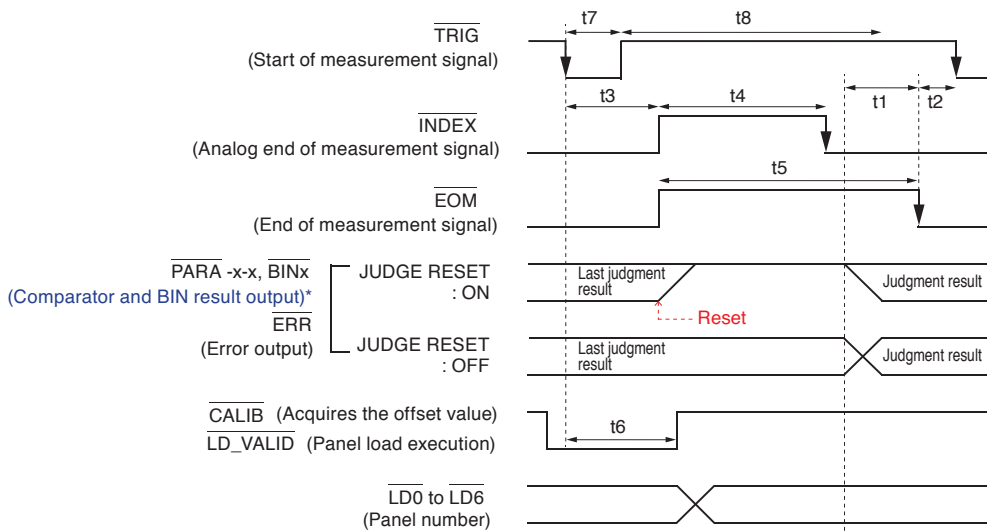 t7
t8
TRIG
(Start of measurement signal)
t3
t4
t1
t2
INDEX
(Analog end of measurement signal)
t5
EOM
(End of measurement signal)
PARA -x-x, BINx
(Comparator and BIN result output)*
ERR
(Error output)
JUDGE RESET
: ON
Last judgment
result
Judgment result
Reset
JUDGE RESET
: OFF
Last judgment
result
Judgment result
CALIB (Acquires the offset value)
LD_VALID (Panel load execution)
t6
LD0 to LD6
(Panel number)